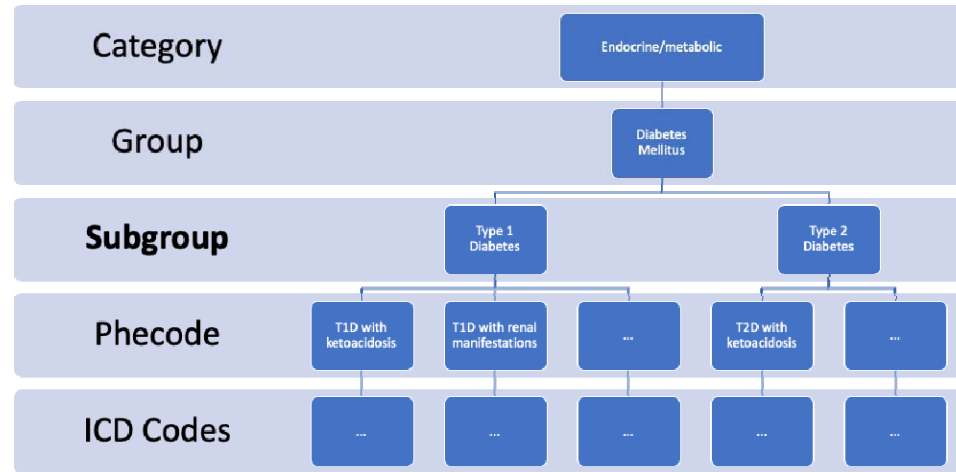 Category
Endocrine/metabolic
Group
Diabetes
Mellitus
Subgroup
Type 1
Diabetes
Type 2
Diabetes
Phecode
T1D with
ketoacidosis
T1D with renal
manifestations
...
T2D with
ketoacidosis
...
ICD Codes
...
...
...
...
...